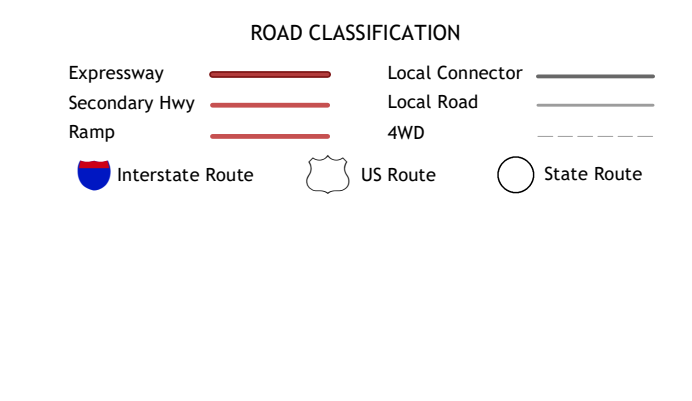 ROAD CLASSIFICATION
Expressway
Secondary Hwy
Ramp
Local Connector
Local Road
4WD
Interstate Route
US Route
State Route